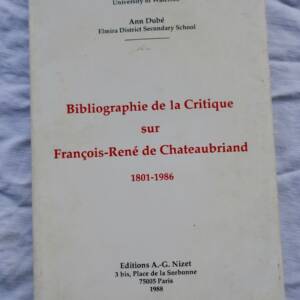 University of Waterloo
Ann Dubé
Elmira District Secondary School
Bibliographie de la Critique
sur
François-René de Chateaubriand
1801-1986
Editions A.-G. Nizet
3 bis, Place de la Sorbonne
75005 Paris
1988